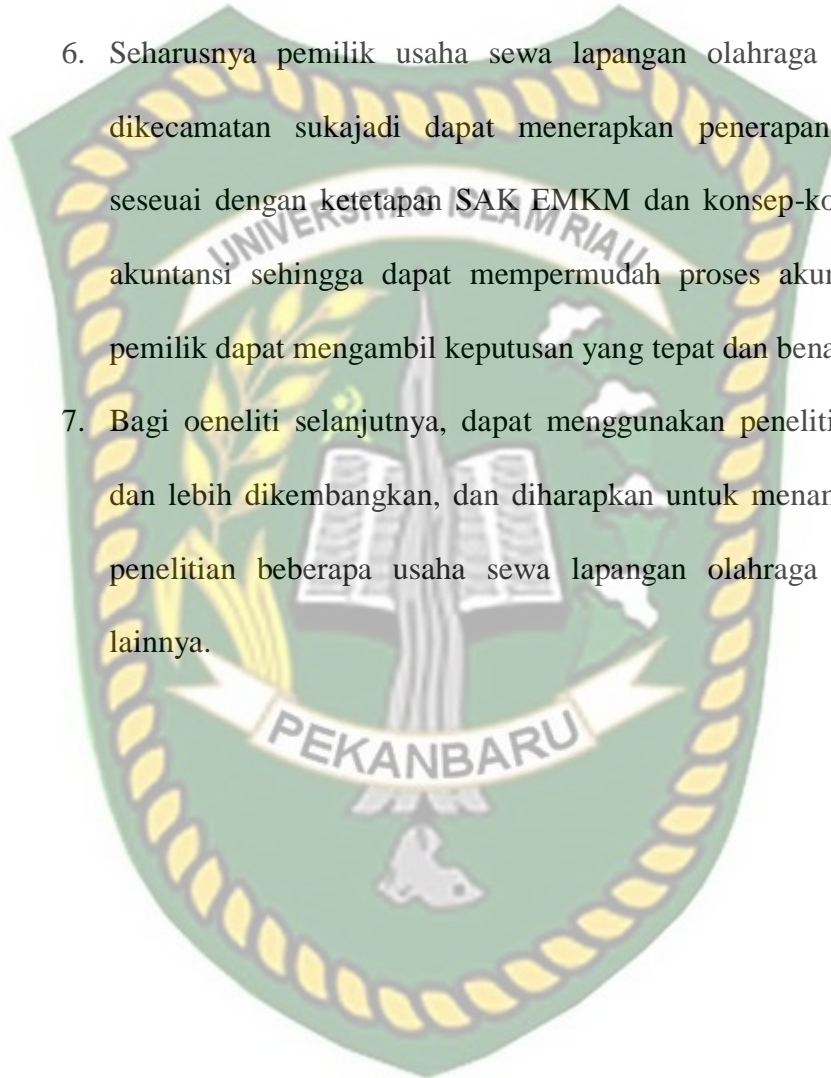 6. Seharusnya pemilik usaha sewa lapangan olahraga
dikecamatan sukajadi dapat menerapkan penerapan
seseuai dengan ketetapan SAK EMKM dan konsep-ko
akuntansi sehingga dapat mempermudah proses akun
pemilik dapat mengambil keputusan yang tepat dan bena
7. Bagi oeneliti selanjutnya, dapat menggunakan peneliti
dan lebih dikembangkan, dan diharapkan untuk menam
penelitian beberapa usaha sewa lapangan olahraga
lainnya.
UNIVERSITAS ISLAM RIAU
PEKANBARU